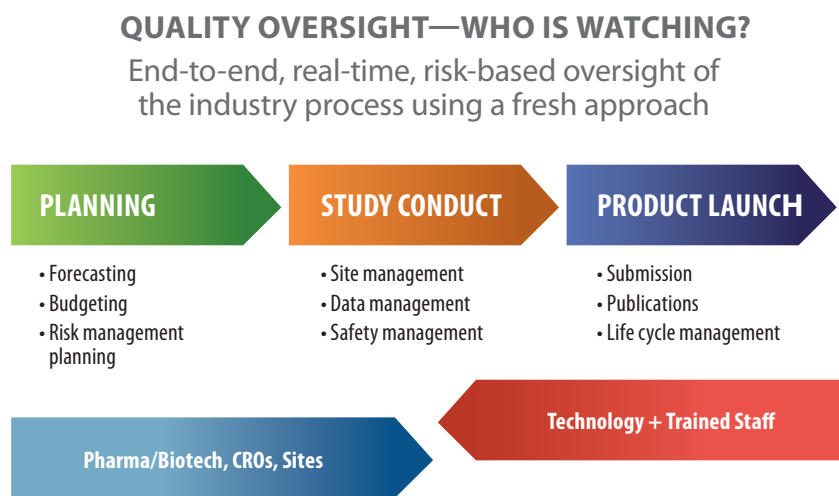 QUALITY OVERSIGHT—WHO IS WATCHING?
End-to-end, real-time, risk-based oversight of
the industry process using a fresh approach
PLANNING
• Forecasting
• Budgeting
• Risk management
planning
STUDY CONDUCT
• Site management
• Data management
• Safety management
PRODUCT LAUNCH
• Submission
• Publications
• Life cycle management
Pharma/Biotech, CROs, Sites
Technology + Trained Staff